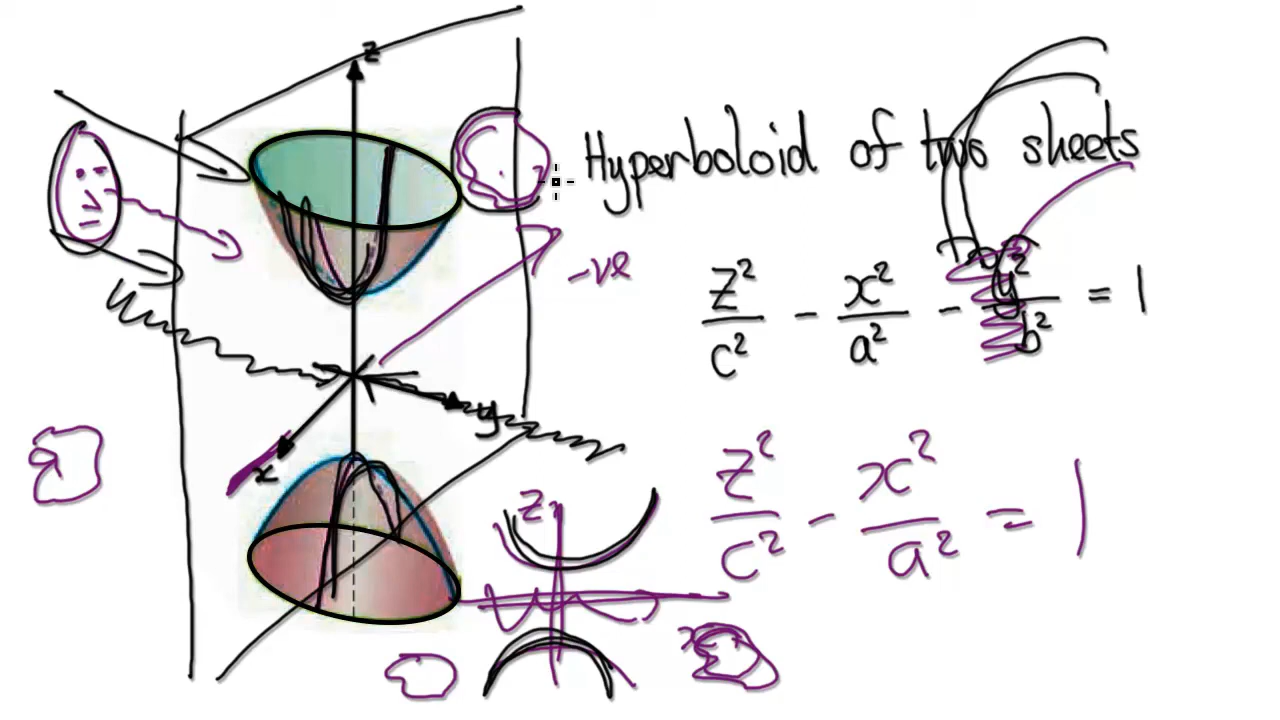 z
Hyperboloid of two sheets
-ve
z²/c² - x²/a² - y²/b² = 1
y
x
z²/c² - x²/a² = 1
z
x